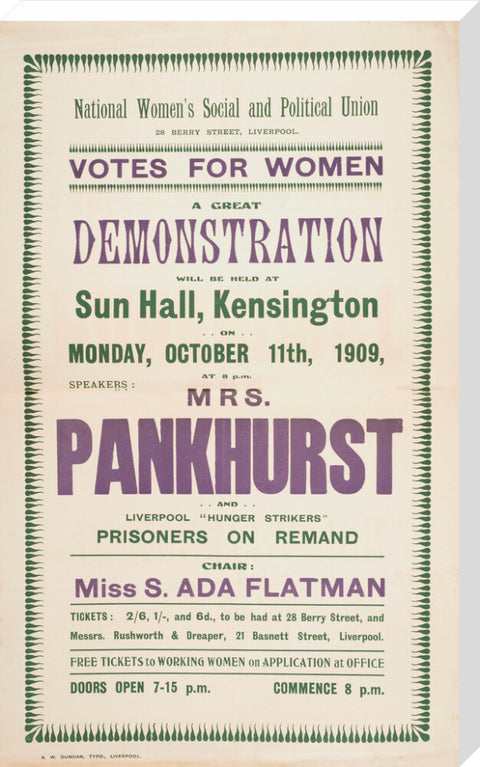 National Women's Social and Political Union
28 BERRY STREET, LIVERPOOL.
VOTES FOR WOMEN
A GREAT
DEMONSTRATION
WILL BE HELD AT
Sun Hall, Kensington
. . ON . .
MONDAY, OCTOBER 11th, 1909,
AT 8 p.m.
SPEAKERS :
MRS.
PANKHURST
. . AND . .
LIVERPOOL "HUNGER STRIKERS"
PRISONERS ON REMAND
CHAIR :
Miss S. ADA FLATMAN
TICKETS : 2/6, 1/-, and 6d., to be had at 28 Berry Street, and
Messrs. Rushworth & Dreaper, 21 Basnett Street, Liverpool.
FREE TICKETS to WORKING WOMEN on APPLICATION at OFFICE
DOORS OPEN 7-15 p.m. COMMENCE 8 p.m.
A. W. DUNCAN, TYPO., LIVERPOOL.